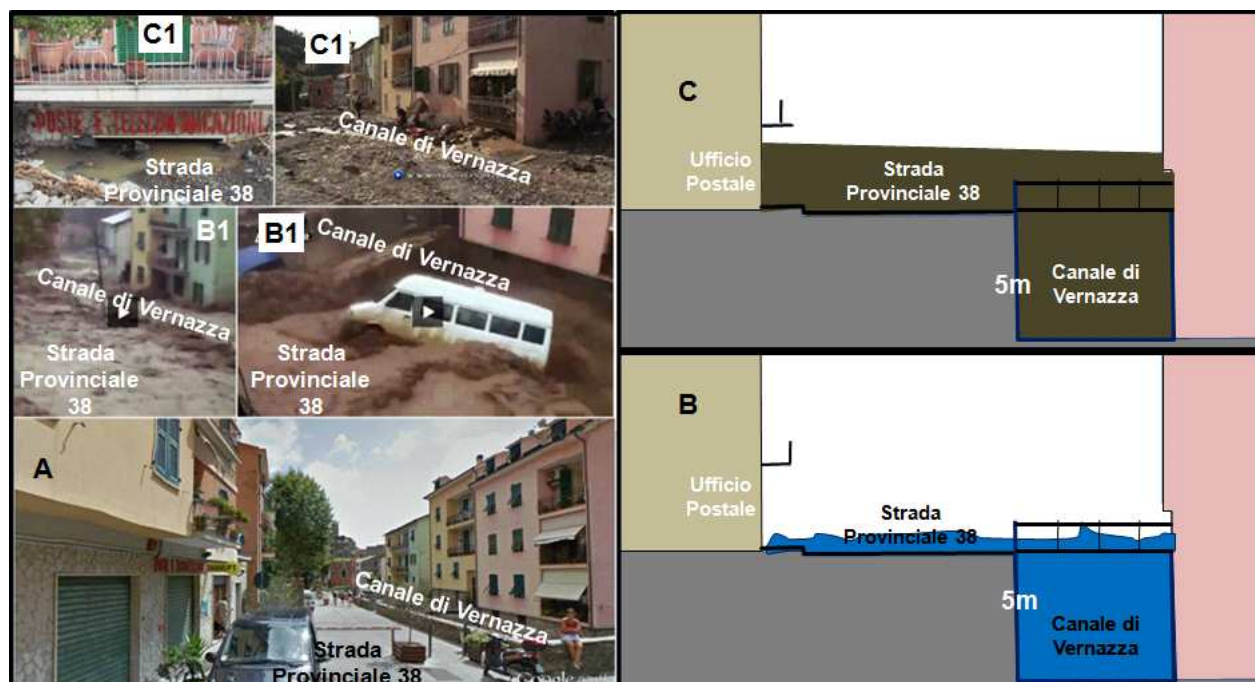 C1
POSTE E TELECOMUNICAZIONI
Strada
Provinciale 38
C1
Canale di Vernazza
B1
Canale di Vernazza
Strada
Provinciale
38
B1
Canale di Vernazza
Strada
Provinciale
38
A
Canale di Vernazza
Strada
Provinciale 38
C
Ufficio
Postale
Strada
Provinciale 38
5m
Canale di
Vernazza
B
Ufficio
Postale
Strada
Provinciale 38
5m
Canale di
Vernazza